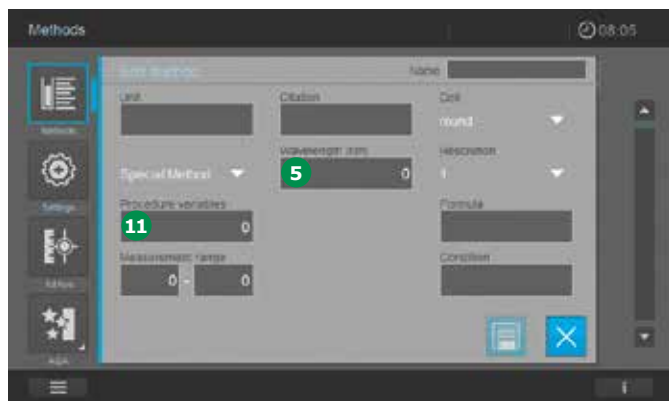 Methods 08:05
Edit Method Name
Unit Citation Cell
round
Wavelength nm Resolution
Special Method 5 0 1
Procedure variables Formula
11 0
Measurement range Condition
0 - 0
Methods
Settings
AQA
i